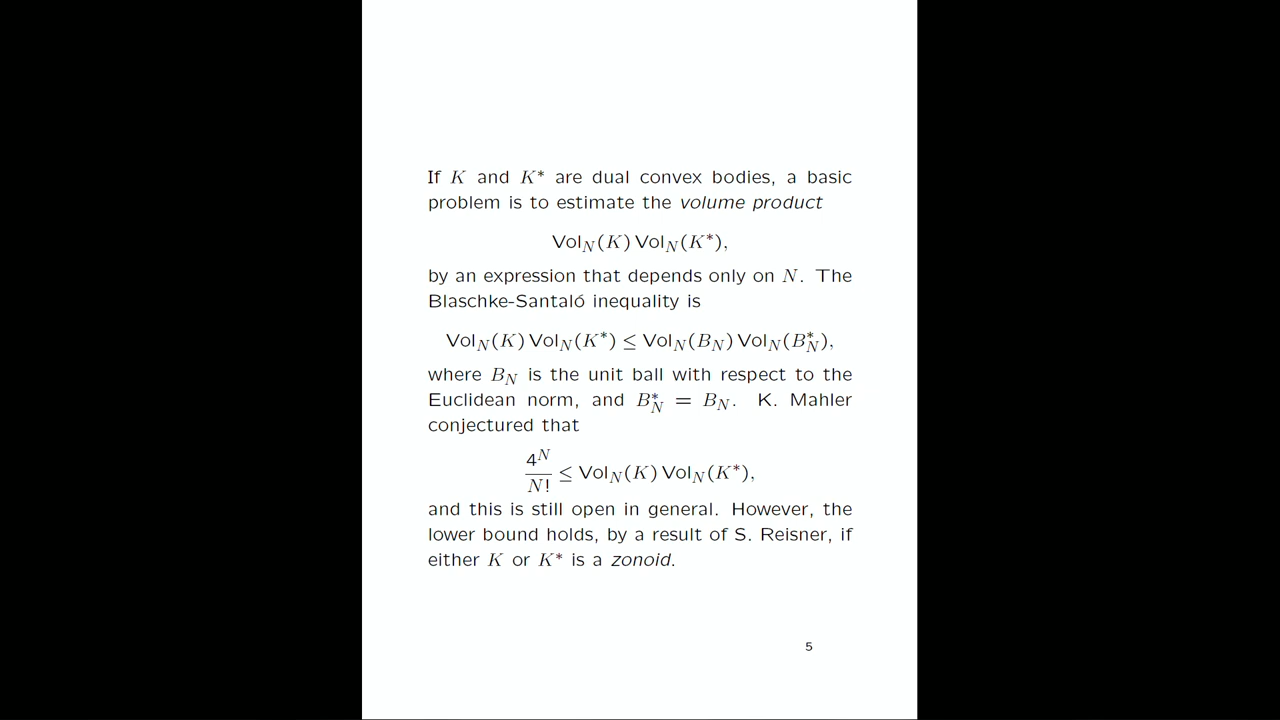 If K and K* are dual convex bodies, a basic
problem is to estimate the volume product
Vol_N(K) Vol_N(K*),
by an expression that depends only on N. The
Blaschke-Santaló inequality is
Vol_N(K) Vol_N(K*) ≤ Vol_N(B_N) Vol_N(B_N^*),
where B_N is the unit ball with respect to the
Euclidean norm, and B_N^* = B_N. K. Mahler
conjectured that
4^N / N! ≤ Vol_N(K) Vol_N(K*),
and this is still open in general. However, the
lower bound holds, by a result of S. Reisner, if
either K or K* is a zonoid.
5